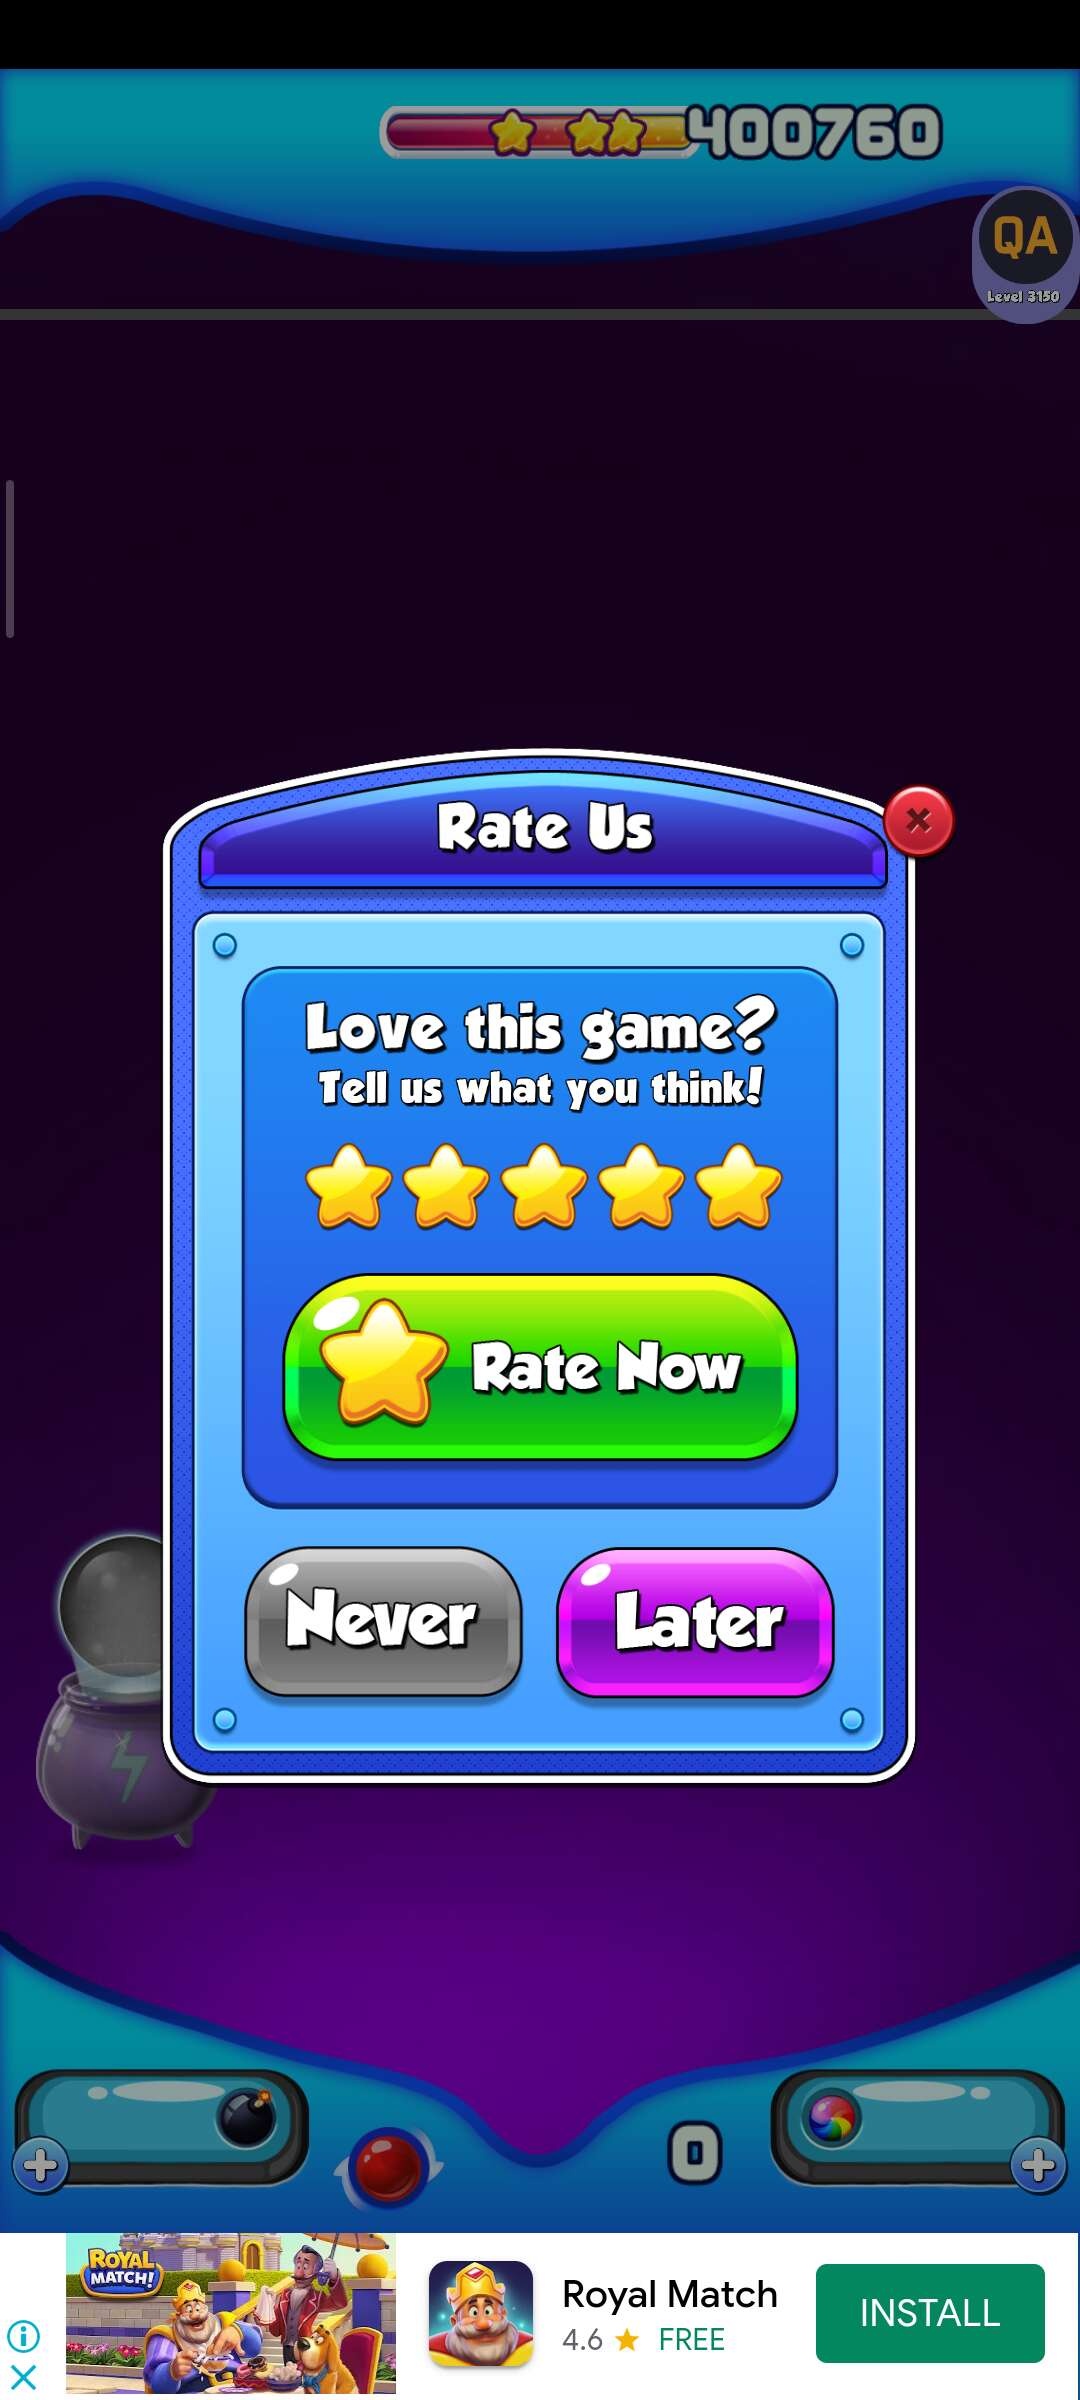 400760
QA
Level 3150
Rate Us
Love this game?
Tell us what you think!
Rate Now
Never
Later
0
ROYAL
MATCH!
Royal Match
4.6 FREE
INSTALL